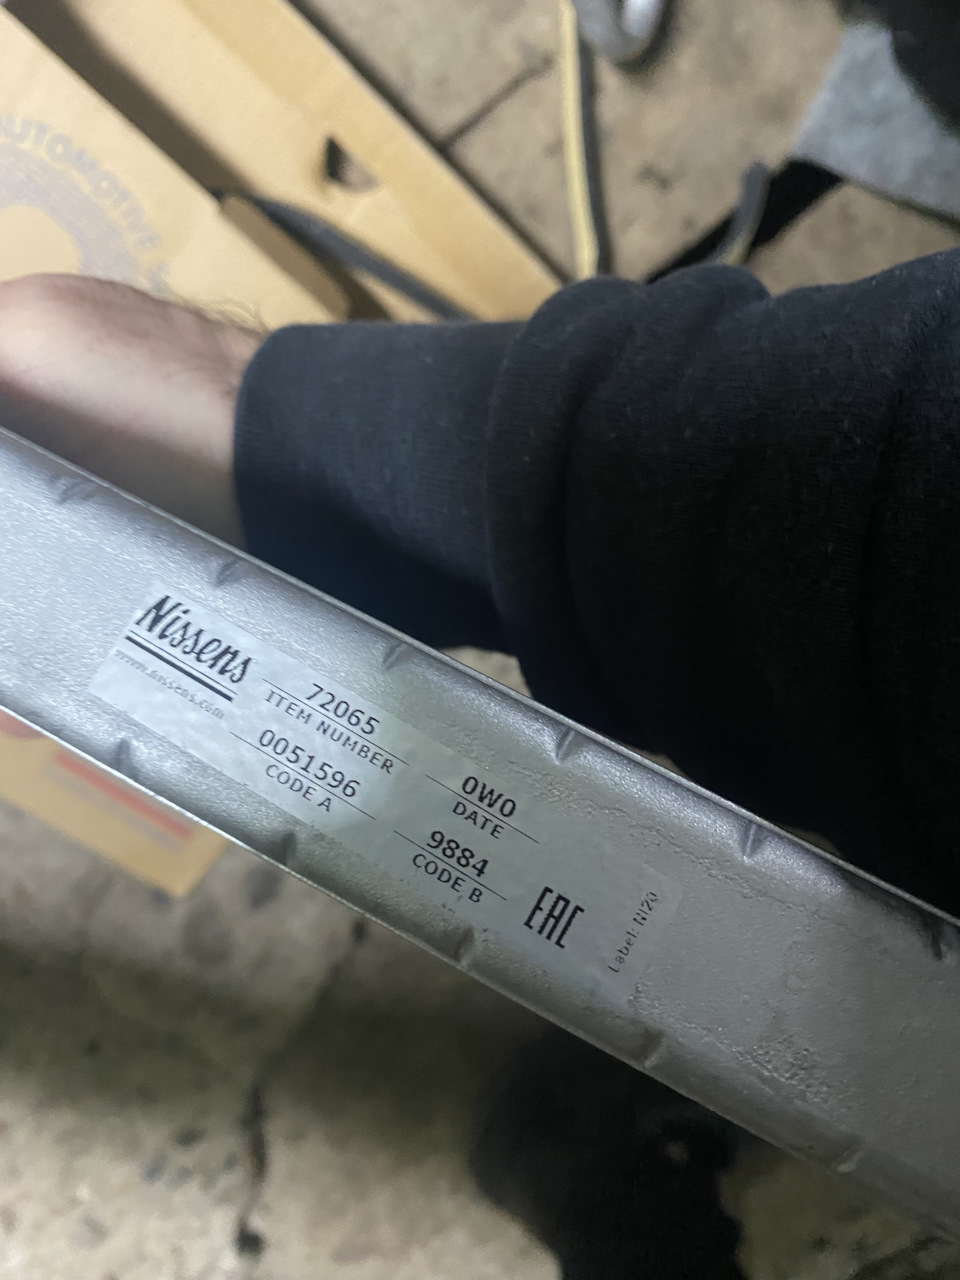 Nissens
www.nissens.com
72065
ITEM NUMBER
0051596
CODE A
0W0
DATE
9884
CODE B
EAC
Label: NI20